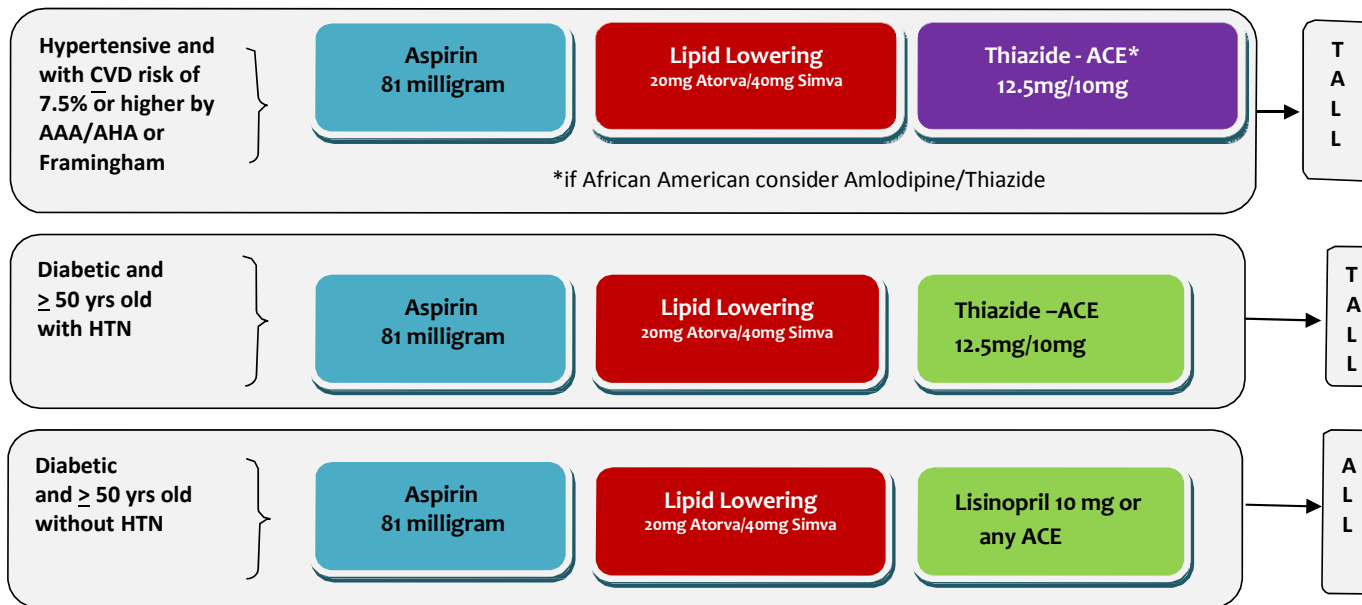 Hypertensive and
with CVD risk of
7.5% or higher by
AAA/AHA or
Framingham
Aspirin
81 milligram
Lipid Lowering
20mg Atorva/40mg Simva
Thiazide - ACE*
12.5mg/10mg
*if African American consider Amlodipine/Thiazide
T
A
L
L
Diabetic and
≥ 50 yrs old
with HTN
Aspirin
81 milligram
Lipid Lowering
20mg Atorva/40mg Simva
Thiazide –ACE
12.5mg/10mg
T
A
L
L
Diabetic
and ≥ 50 yrs old
without HTN
Aspirin
81 milligram
Lipid Lowering
20mg Atorva/40mg Simva
Lisinopril 10 mg or
any ACE
A
L
L